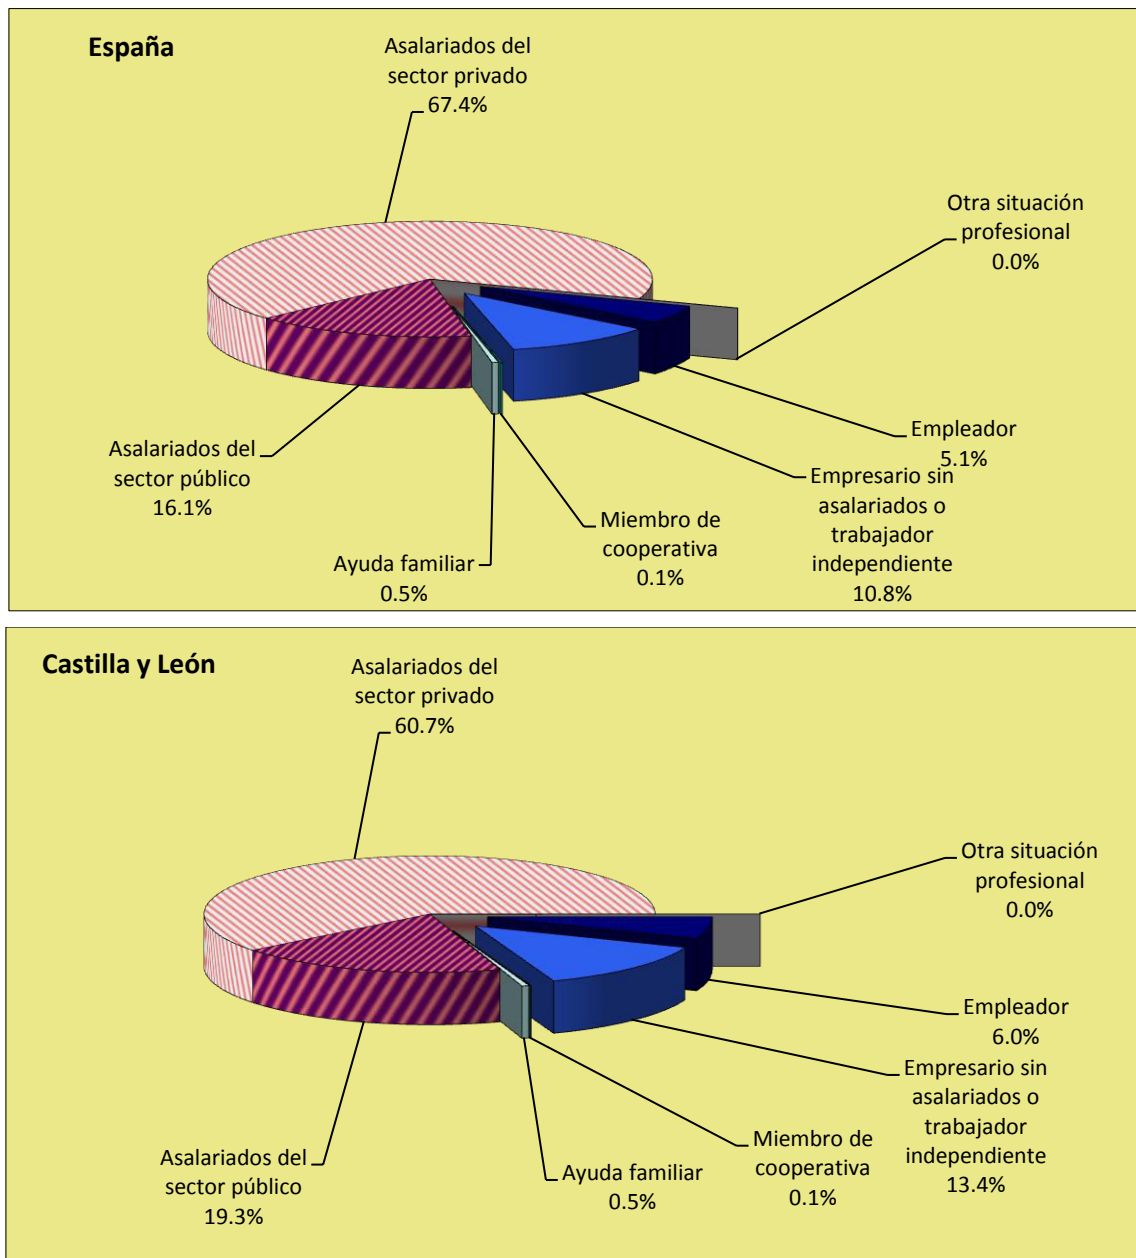 España
Asalariados del
sector privado
67.4%
Otra situación
profesional
0.0%
Empleador
5.1%
Empresario sin
asalariados o
trabajador
independiente
10.8%
Miembro de
cooperativa
0.1%
Ayuda familiar
0.5%
Asalariados del
sector público
16.1%
Castilla y León
Asalariados del
sector privado
60.7%
Otra situación
profesional
0.0%
Empleador
6.0%
Empresario sin
asalariados o
trabajador
independiente
13.4%
Miembro de
cooperativa
0.1%
Ayuda familiar
0.5%
Asalariados del
sector público
19.3%